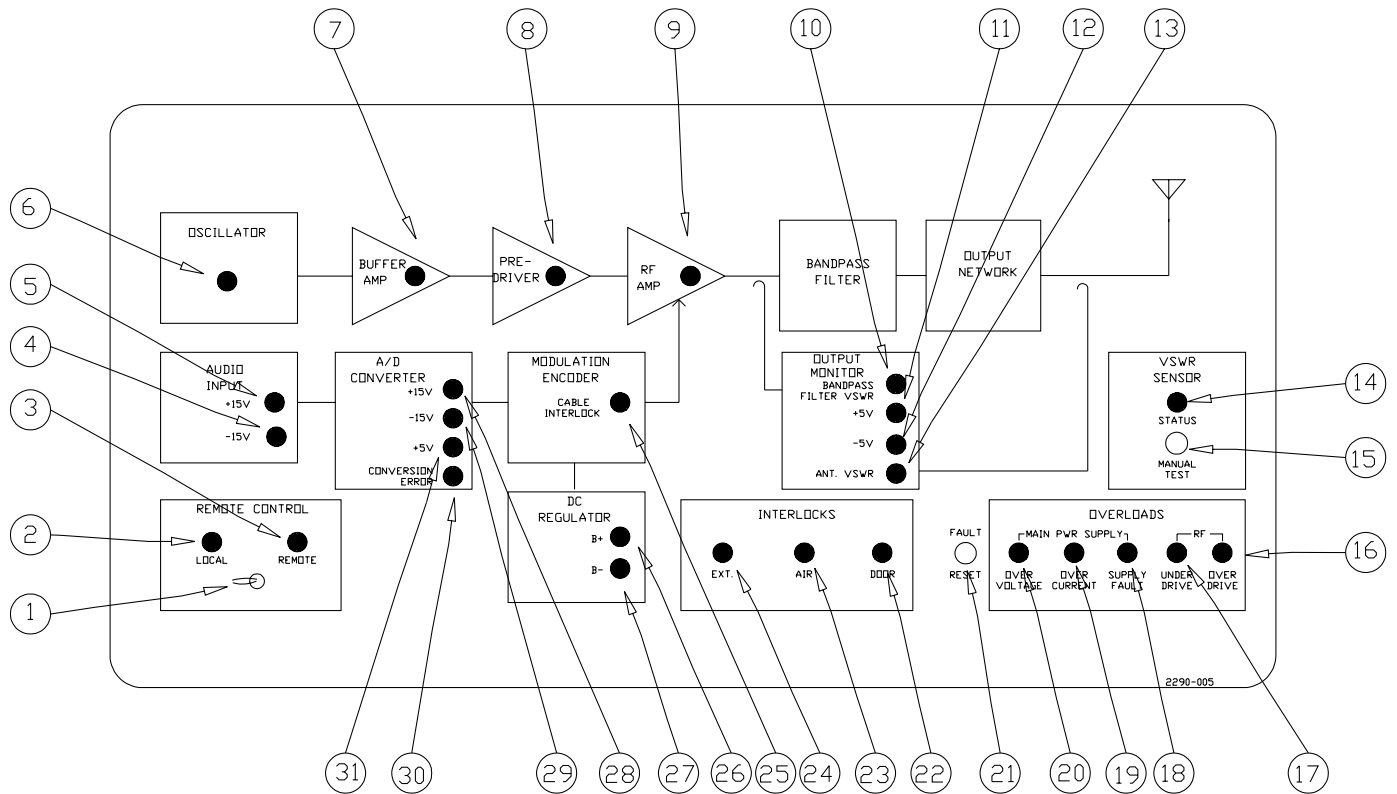 7
8
9
10
11
12
13
6
5
4
3
2
1
OSCILLATOR
BUFFER
AMP
PRE-
DRIVER
RF
AMP
BANDPASS
FILTER
OUTPUT
NETWORK
AUDIO
INPUT
+15V
-15V
A/D
CONVERTER
+15V
-15V
+5V
CONVERSION
ERROR
MODULATION
ENCODER
CABLE
INTERLOCK
OUTPUT
MONITOR
BANDPASS
FILTER VSWR
+5V
-5V
ANT. VSWR
VSWR
SENSOR
STATUS
MANUAL
TEST
14
15
REMOTE CONTROL
LOCAL
REMOTE
DC
REGULATOR
B+
B-
INTERLOCKS
EXT.
AIR
DOOR
FAULT
RESET
OVERLOADS
MAIN PWR SUPPLY
RF
OVER
VOLTAGE
OVER
CURRENT
SUPPLY
FAULT
UNDER
DRIVE
OVER
DRIVE
16
2290-005
31
30
29
28
27
26
25
24
23
22
21
20
19
18
17